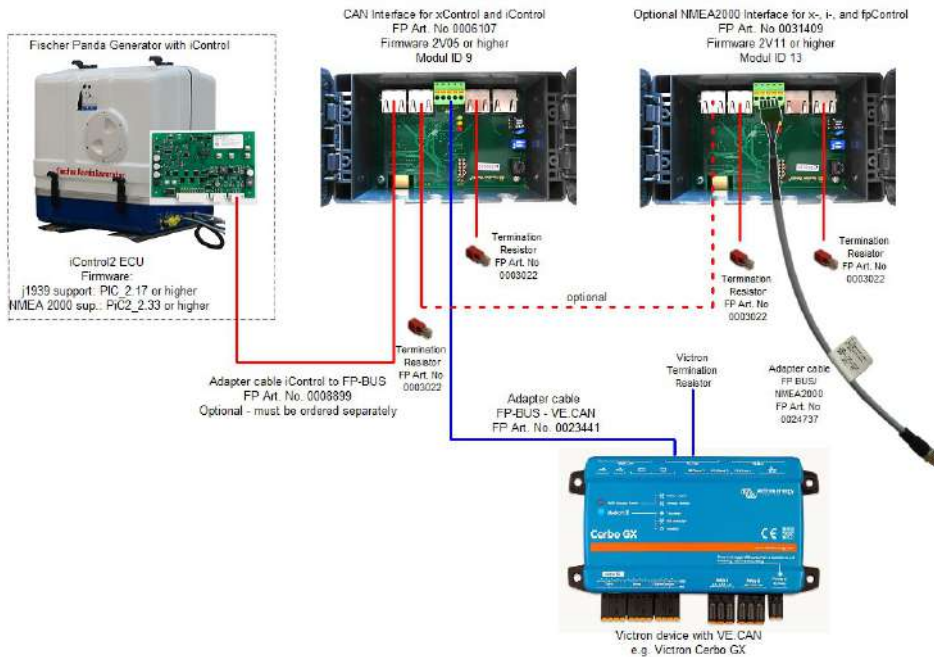 CAN Interface for xControl and iControl
FP Art. No 0006107
Firmware 2V05 or higher
Modul ID 9
Optional NMEA2000 Interface for x-, i-, and fpControl
FP Art. No 0031409
Firmware 2V11 or higher
Modul ID 13
Fischer Panda Generator with iControl
Fischer Panda Generators
iControl2 ECU
Firmware:
j1939 support: PIC_2.17 or higher
NMEA 2000 sup.: PiC2_2.33 or higher
Termination
Resistor
FP Art. No
0003022
Termination
Resistor
FP Art. No
0003022
Termination
Resistor
FP Art. No
0003022
optional
Termination
Resistor
FP Art. No
0003022
Adapter cable iControl to FP-BUS
FP Art. No. 0008899
Optional - must be ordered separately
Adapter cable
FP-BUS - VE.CAN
FP Art. No. 0023441
Victron
Termination
Resistor
Adapter cable
FP BUS/
NMEA2000
FP Art. No
0024737
victron energy
Cerbo GX
CE
Victron device with VE.CAN
e.g. Victron Cerbo GX